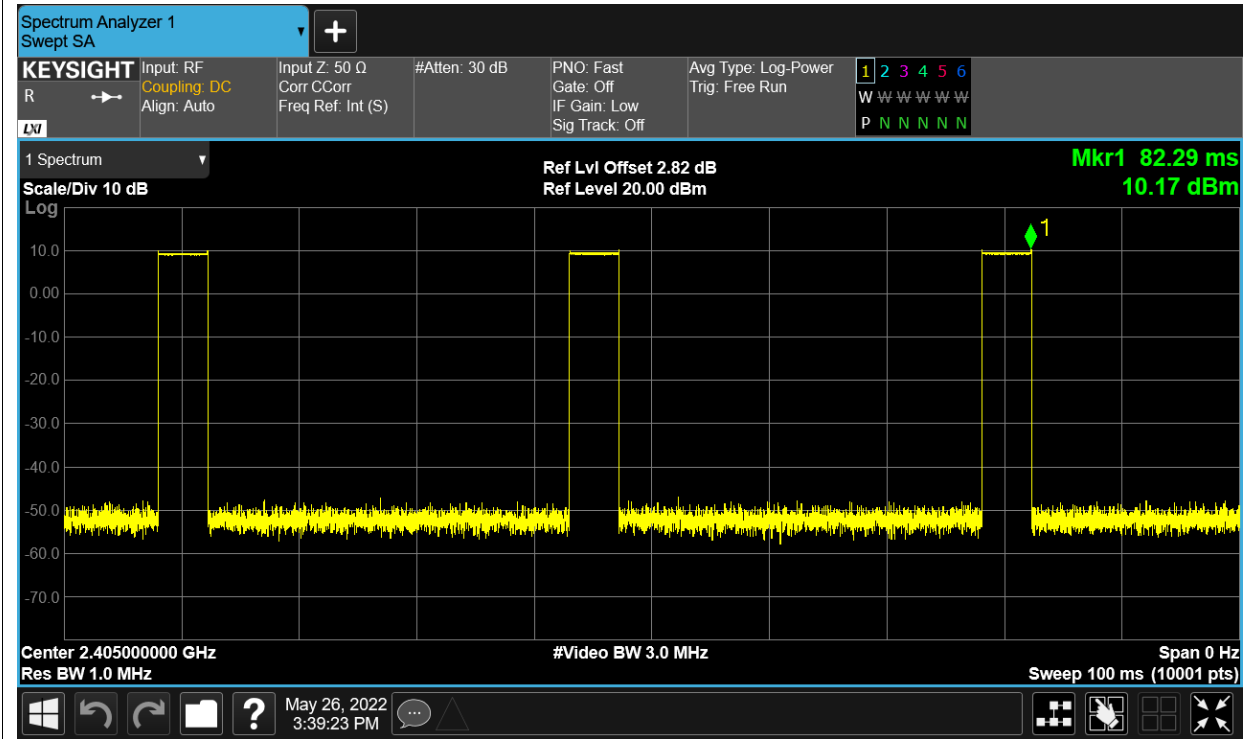 Spectrum Analyzer 1
Swept SA
KEYSIGHT
R
LXI
Input: RF
Coupling: DC
Align: Auto
Input Z: 50 Ω
Corr CCorr
Freq Ref: Int (S)
#Atten: 30 dB
PNO: Fast
Gate: Off
IF Gain: Low
Sig Track: Off
Avg Type: Log-Power
Trig: Free Run
1 2 3 4 5 6
W W W W W W
P N N N N N
1 Spectrum
Scale/Div 10 dB
Ref Lvl Offset 2.82 dB
Ref Level 20.00 dBm
Mkr1 82.29 ms
10.17 dBm
Log
1
10.0
0.00
-10.0
-20.0
-30.0
-40.0
-50.0
-60.0
-70.0
Center 2.405000000 GHz
#Video BW 3.0 MHz
Span 0 Hz
Res BW 1.0 MHz
Sweep 100 ms (10001 pts)
?
May 26, 2022
3:39:23 PM